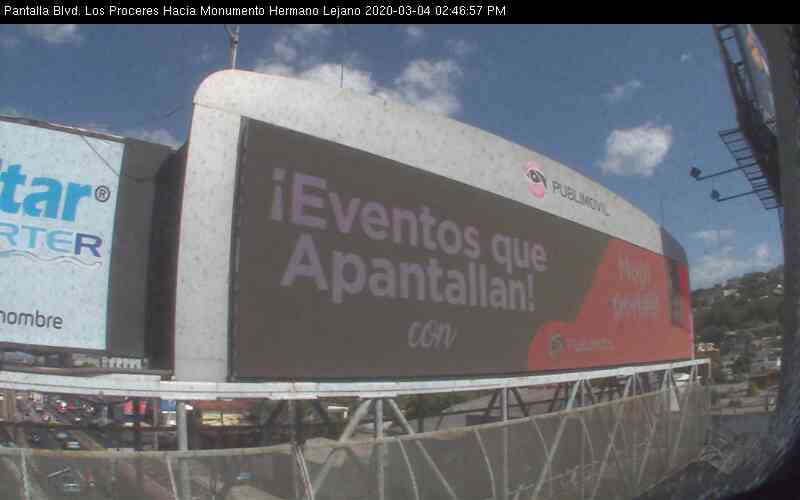 Pantalla Blvd. Los Proceres Hacia Monumento Hermano Lejano 2020-03-04 02:46:57 PM
tar®
RTER
nombre
PUBLIMOVIL
¡Eventos que
Apantallan!
con
PUBLIMOVIL